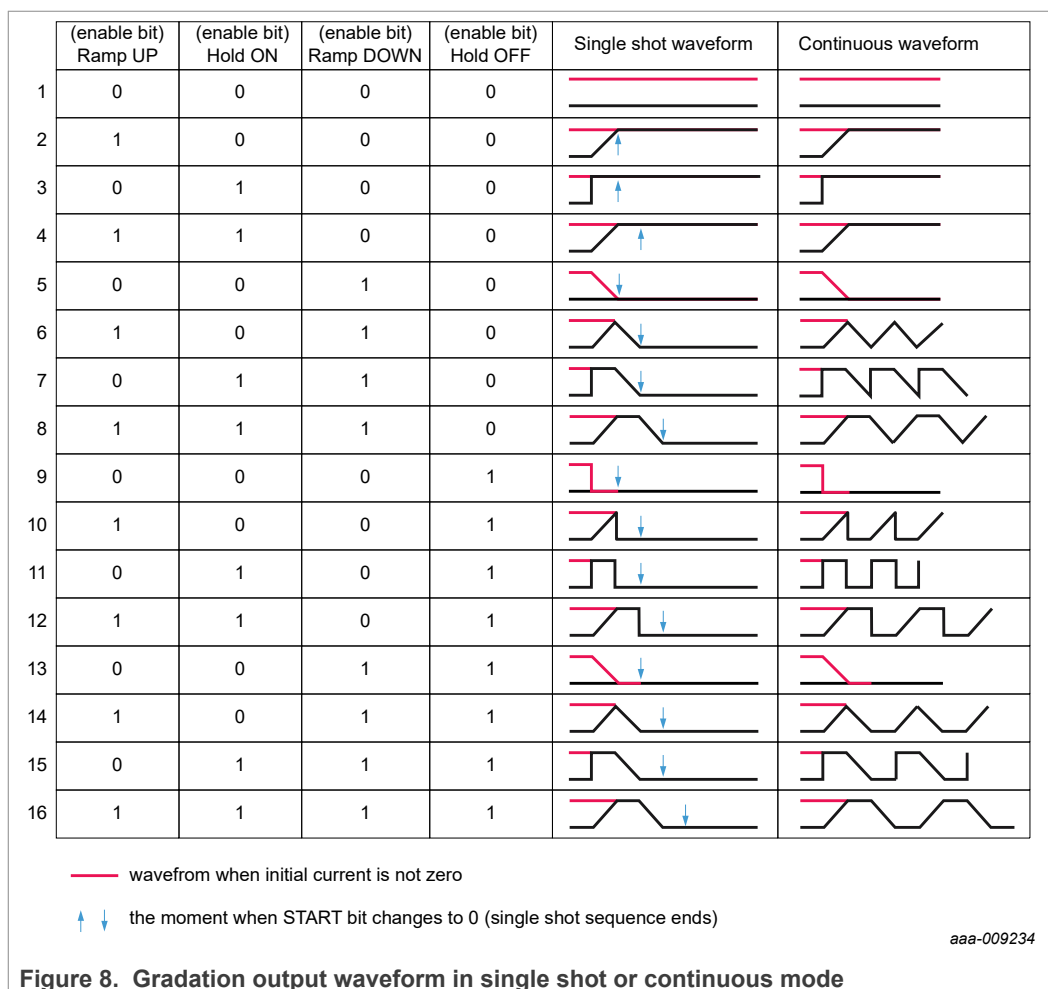 (enable bit) Ramp UP (enable bit) Hold ON (enable bit) Ramp DOWN (enable bit) Hold OFF Single shot waveform Continuous waveform
1 0 0 0 0
2 1 0 0 0
3 0 1 0 0
4 1 1 0 0
5 0 0 1 0
6 1 0 1 0
7 0 1 1 0
8 1 1 1 0
9 0 0 0 1
10 1 0 0 1
11 0 1 0 1
12 1 1 0 1
13 0 0 1 1
14 1 0 1 1
15 0 1 1 1
16 1 1 1 1
wavefrom when initial current is not zero
the moment when START bit changes to 0 (single shot sequence ends)
aaa-009234
Figure 8. Gradation output waveform in single shot or continuous mode